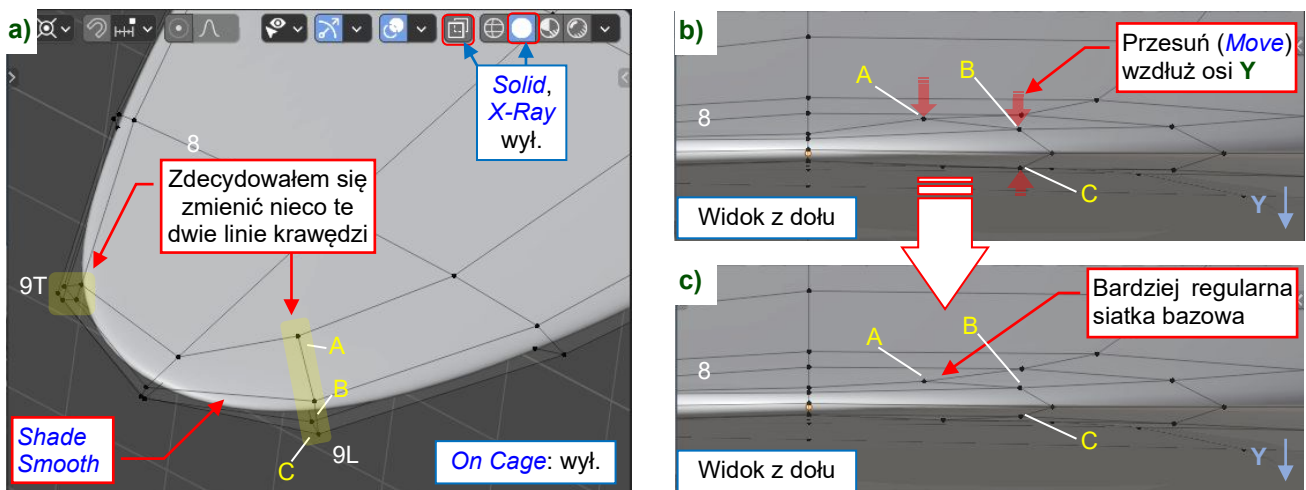 a)
Solid,
X-Ray
wył.
8
Zdecydowałem się
zmienić nieco te
dwie linie krawędzi
9T
A
B
C
9L
Shade
Smooth
On Cage: wył.
b)
Przesuń (Move)
wzdłuż osi Y
A
B
8
C
Widok z dołu
Y
c)
Bardziej regularna
siatka bazowa
A
B
8
C
Widok z dołu
Y